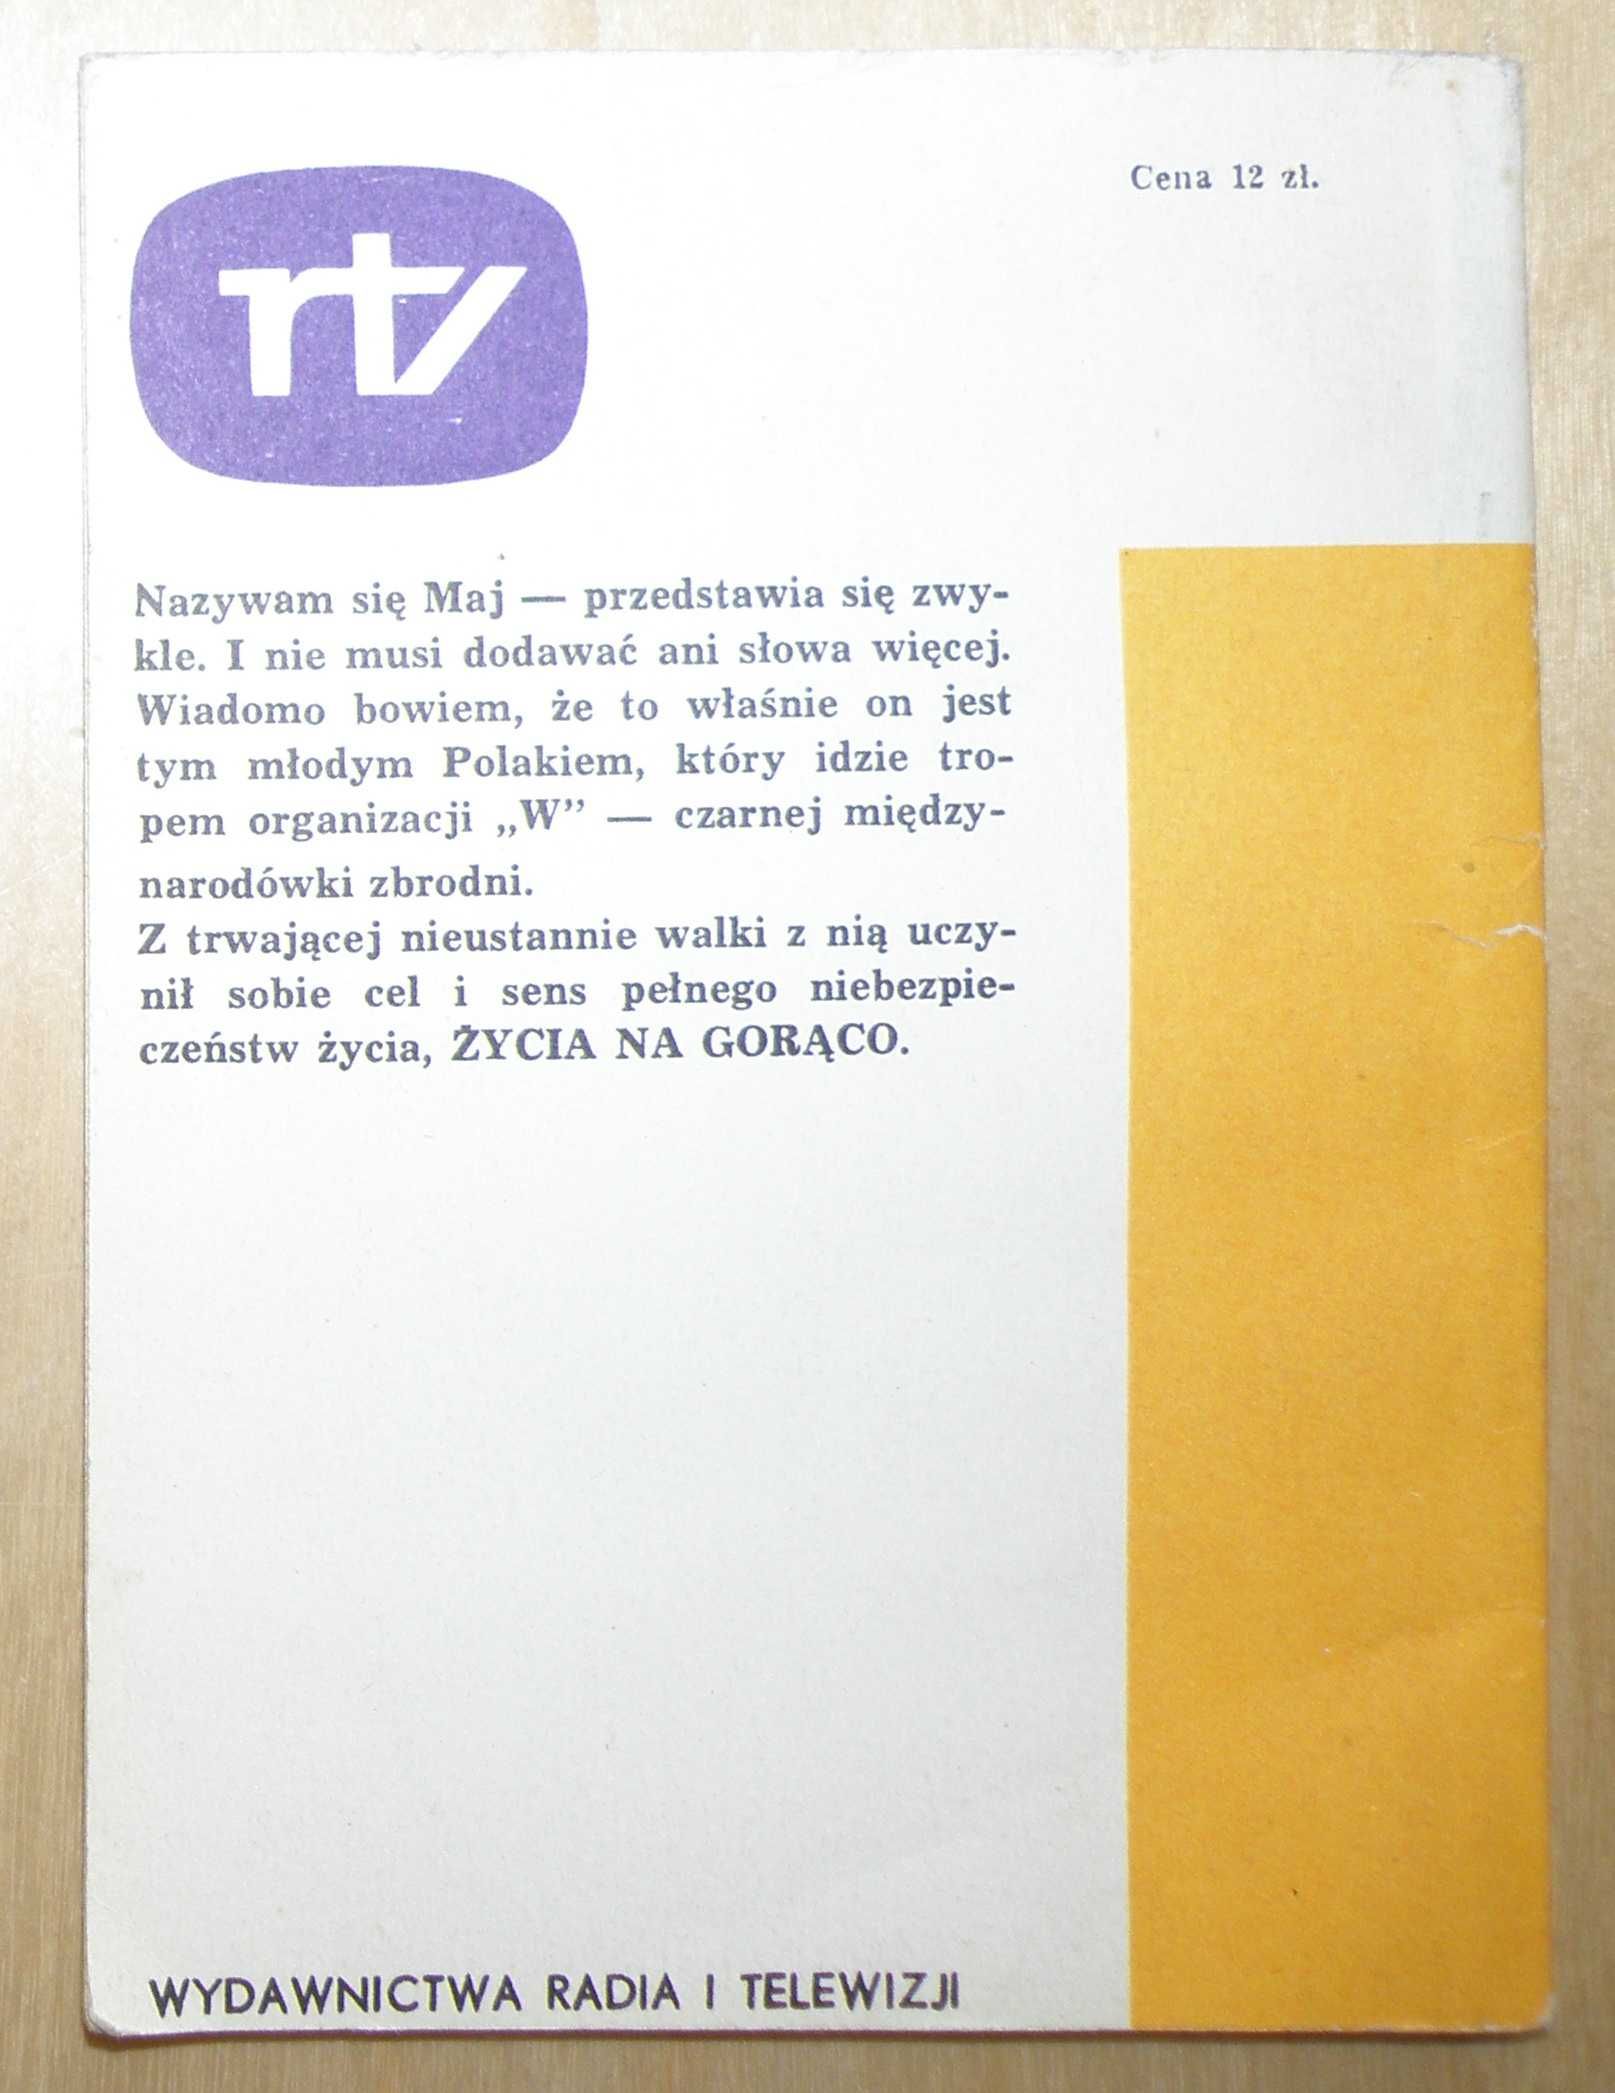 rtv
Cena 12 zł.
Nazywam się Maj — przedstawia się zwy-
kle. I nie musi dodawać ani słowa więcej.
Wiadomo bowiem, że to właśnie on jest
tym młodym Polakiem, który idzie tro-
pem organizacji „W” — czarnej między-
narodówki zbrodni.
Z trwającej nieustannie walki z nią uczy-
nił sobie cel i sens pełnego niebezpie-
czeństw życia, ŻYCIA NA GORĄCO.
WYDAWNICTWA RADIA I TELEWIZJI